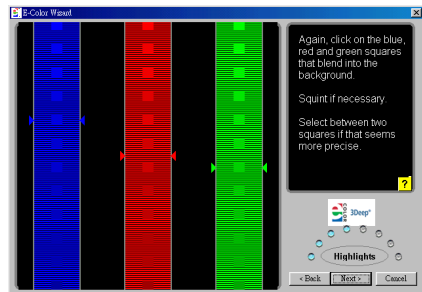 E-Color Wizard
Again, click on the blue,
red and green squares
that blend into the
background.
Squint if necessary.
Select between two
squares if that seems
more precise.
?
3Deep®
Highlights
< Back
Next >
Cancel